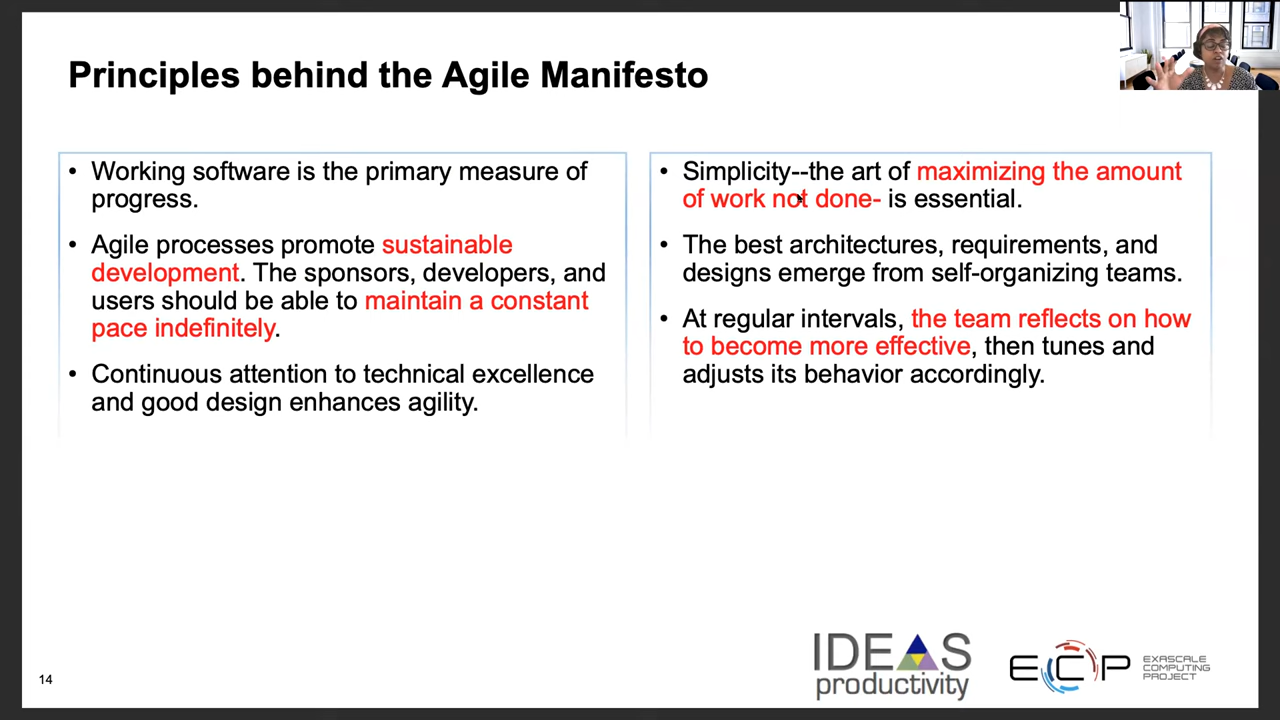 Principles behind the Agile Manifesto
• Working software is the primary measure of
progress.
• Agile processes promote sustainable
development. The sponsors, developers, and
users should be able to maintain a constant
pace indefinitely.
• Continuous attention to technical excellence
and good design enhances agility.
• Simplicity--the art of maximizing the amount
of work not done- is essential.
• The best architectures, requirements, and
designs emerge from self-organizing teams.
• At regular intervals, the team reflects on how
to become more effective, then tunes and
adjusts its behavior accordingly.
14
IDEAS
productivity
ECP
EXASCALE
COMPUTING
PROJECT